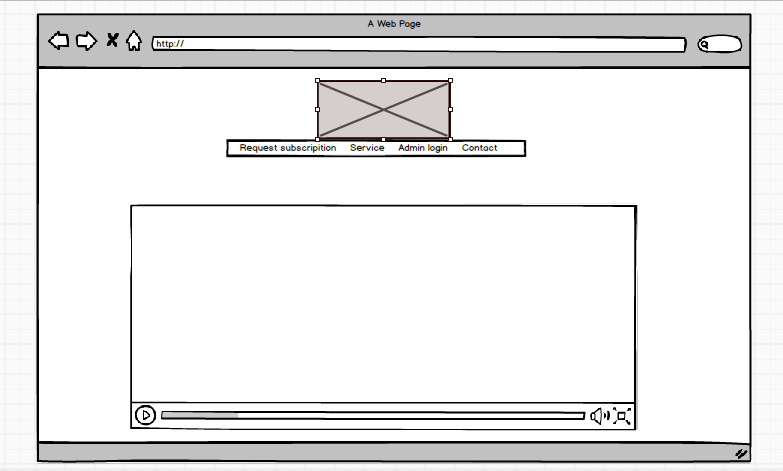 A Web Page
http://
Request subscripition Service Admin login Contact